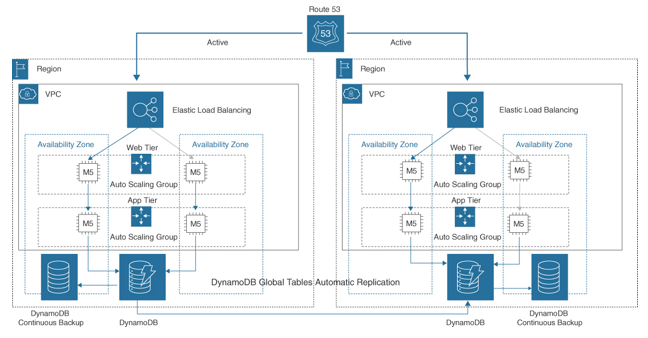 Route 53
53
Active
Active
Region
VPC
Elastic Load Balancing
Availability Zone
Availability Zone
Web Tier
M5
M5
Auto Scaling Group
App Tier
M5
M5
Auto Scaling Group
DynamoDB
Continuous Backup
DynamoDB
Region
VPC
Elastic Load Balancing
Availability Zone
Availability Zone
Web Tier
M5
M5
Auto Scaling Group
App Tier
M5
M5
Auto Scaling Group
DynamoDB Global Tables Automatic Replication
DynamoDB
DynamoDB
Continuous Backup